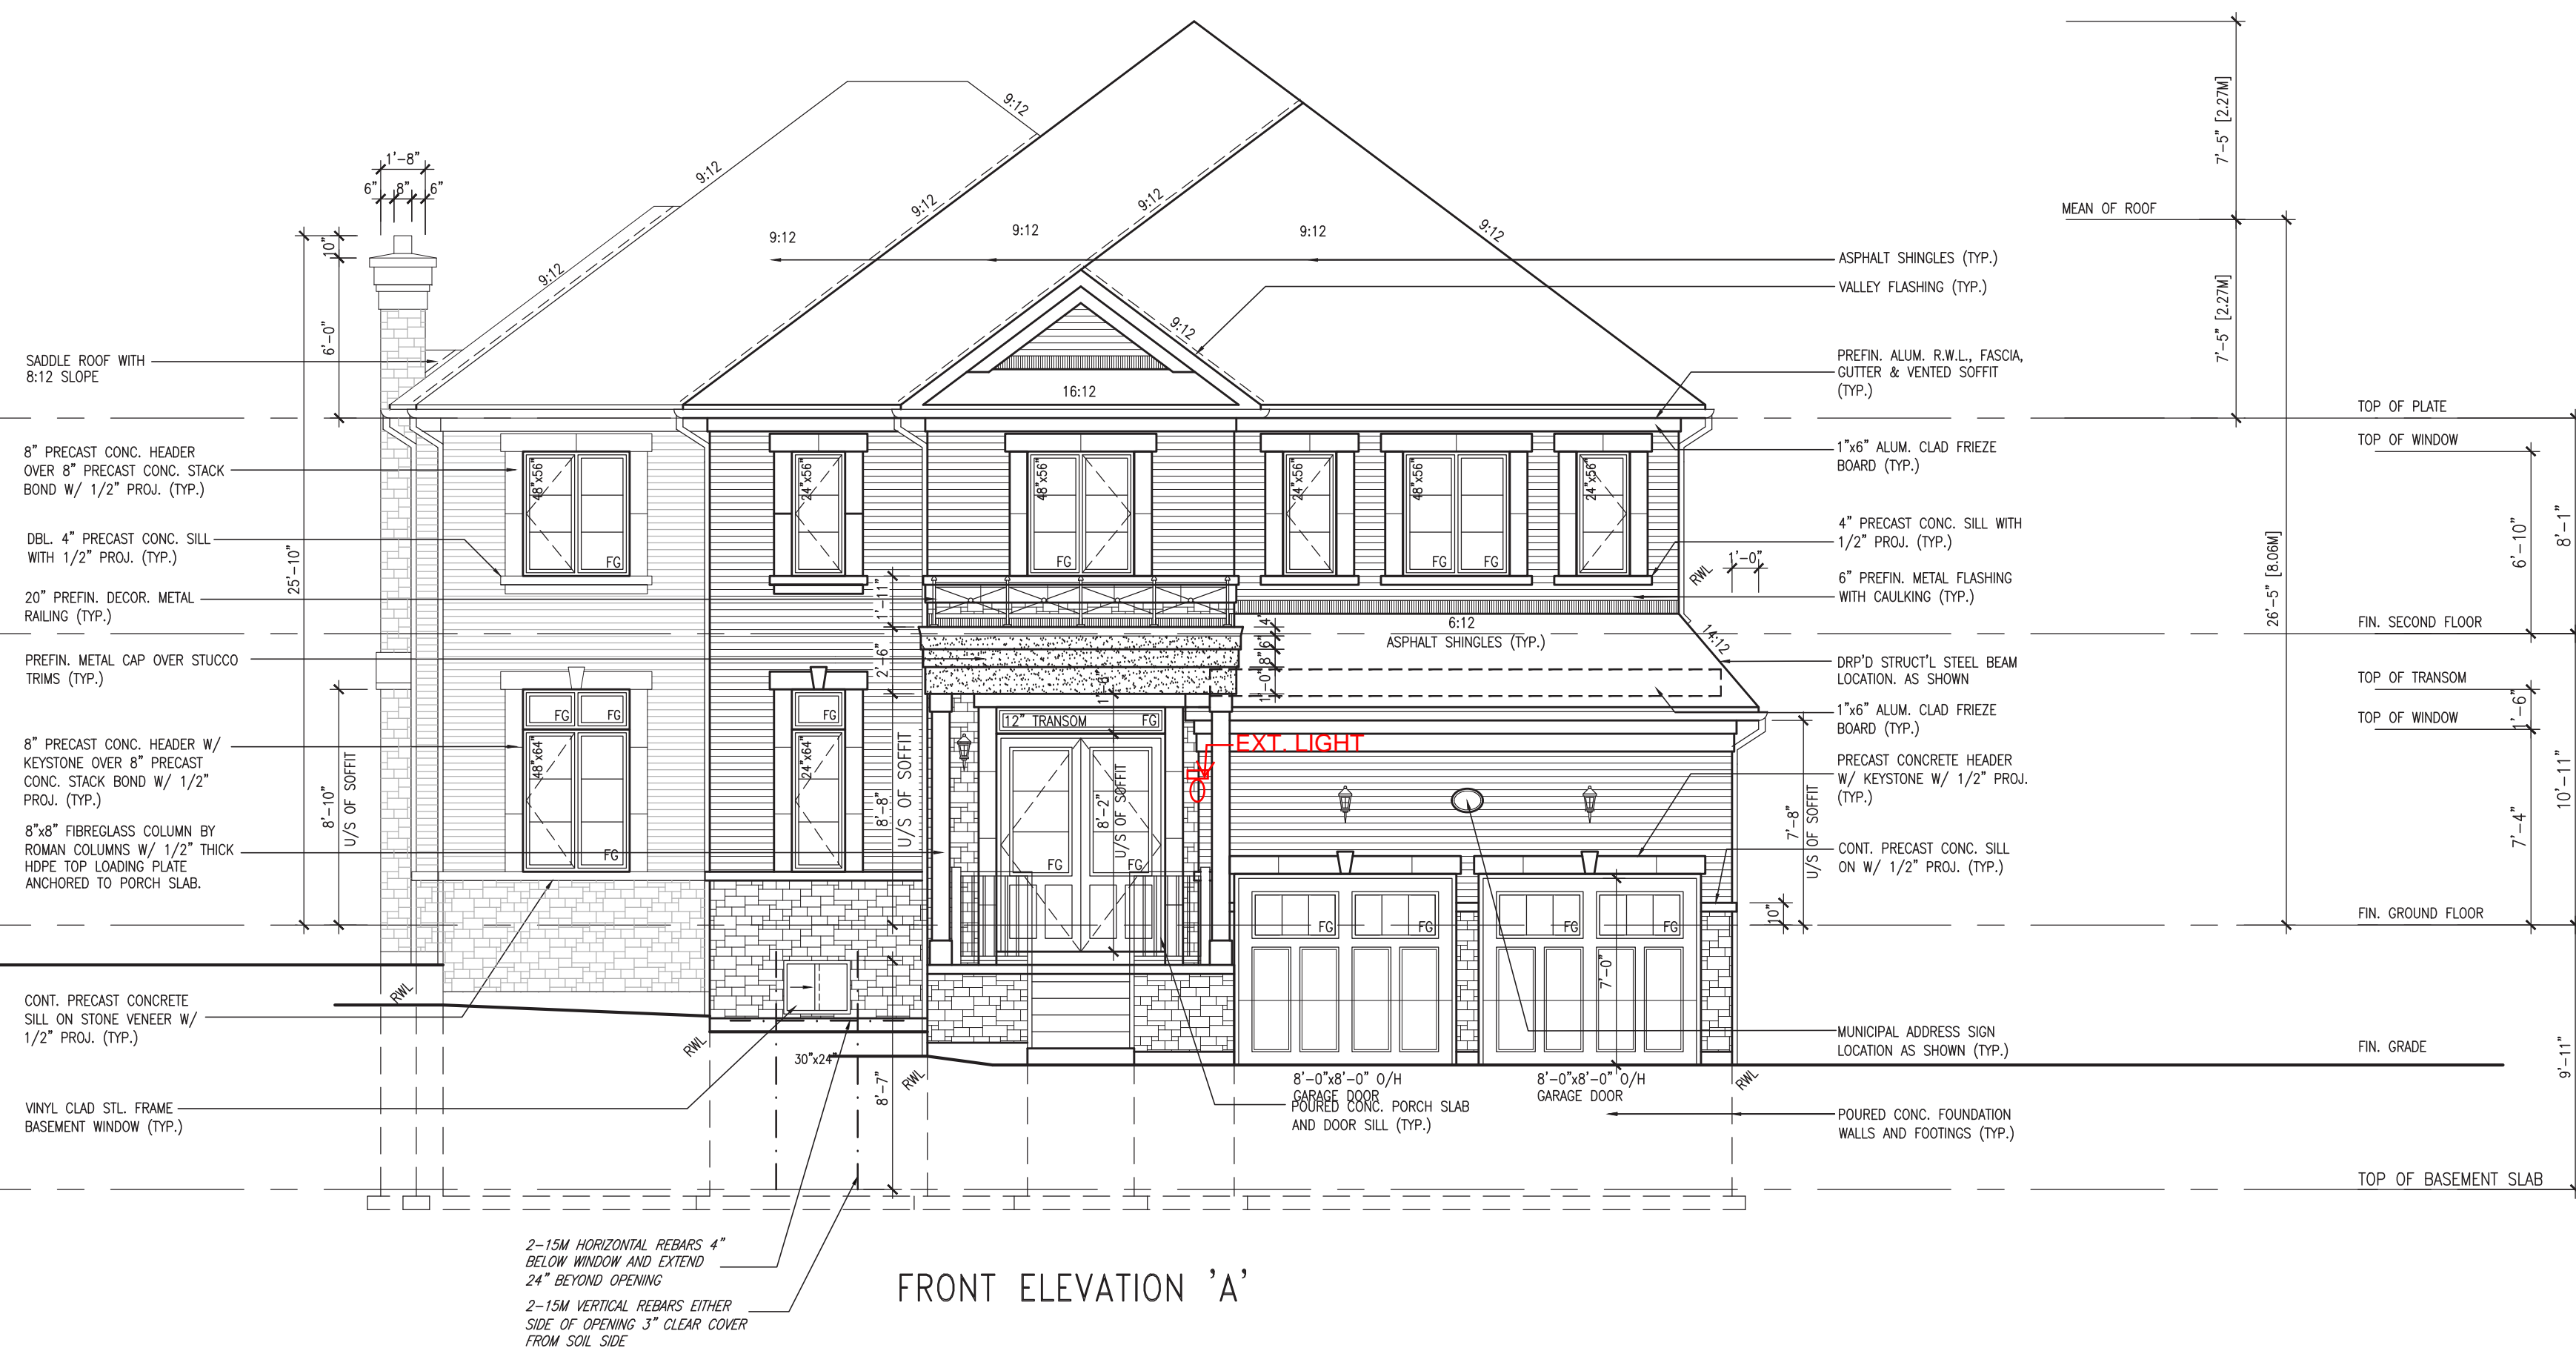 9:12
9:12
9:12
9:12
9:12
9:12
9:12
9:12
9:12
9:12
16:12
1'-8"
6"
8"
6"
10"
6'-0"
25'-10"
SADDLE ROOF WITH
8:12 SLOPE
8" PRECAST CONC. HEADER
OVER 8" PRECAST CONC. STACK
BOND W/ 1/2" PROJ. (TYP.)
DBL. 4" PRECAST CONC. SILL
WITH 1/2" PROJ. (TYP.)
20" PREFIN. DECOR. METAL
RAILING (TYP.)
PREFIN. METAL CAP OVER STUCCO
TRIMS (TYP.)
8" PRECAST CONC. HEADER W/
KEYSTONE OVER 8" PRECAST
CONC. STACK BOND W/ 1/2"
PROJ. (TYP.)
8"x8" FIBREGLASS COLUMN BY
ROMAN COLUMNS W/ 1/2" THICK
HDPE TOP LOADING PLATE
ANCHORED TO PORCH SLAB.
CONT. PRECAST CONCRETE
SILL ON STONE VENEER W/
1/2" PROJ. (TYP.)
VINYL CLAD STL. FRAME
BASEMENT WINDOW (TYP.)
8'-10"
U/S OF SOFFIT
48"x56"
FG
24"x56"
48"x56"
FG
24"x56"
48"x56"
FG
FG
24"x56"
1'-11"
2'-6"
4"
6"
8"
1'-0"
1'-8"
6:12
ASPHALT SHINGLES (TYP.)
14:12
RWL
1'-0"
FG
FG
48"x64"
FG
FG
24"x64"
8'-8"
U/S OF SOFFIT
12" TRANSOM
FG
8'-2"
U/S OF SOFFIT
FG
FG
EXT. LIGHT
7'-8"
U/S OF SOFFIT
10"
FG
FG
FG
FG
7'-0"
RWL
RWL
30"x24"
RWL
RWL
8'-7"
8'-0"x8'-0" O/H
GARAGE DOOR
8'-0"x8'-0" O/H
GARAGE DOOR
POURED CONC. PORCH SLAB
AND DOOR SILL (TYP.)
2-15M HORIZONTAL REBARS 4"
BELOW WINDOW AND EXTEND
24" BEYOND OPENING
2-15M VERTICAL REBARS EITHER
SIDE OF OPENING 3" CLEAR COVER
FROM SOIL SIDE
ASPHALT SHINGLES (TYP.)
VALLEY FLASHING (TYP.)
PREFIN. ALUM. R.W.L., FASCIA,
GUTTER & VENTED SOFFIT
(TYP.)
1"x6" ALUM. CLAD FRIEZE
BOARD (TYP.)
4" PRECAST CONC. SILL WITH
1/2" PROJ. (TYP.)
6" PREFIN. METAL FLASHING
WITH CAULKING (TYP.)
DRP'D STRUCT'L STEEL BEAM
LOCATION. AS SHOWN
1"x6" ALUM. CLAD FRIEZE
BOARD (TYP.)
PRECAST CONCRETE HEADER
W/ KEYSTONE W/ 1/2" PROJ.
(TYP.)
CONT. PRECAST CONC. SILL
ON W/ 1/2" PROJ. (TYP.)
MUNICIPAL ADDRESS SIGN
LOCATION AS SHOWN (TYP.)
POURED CONC. FOUNDATION
WALLS AND FOOTINGS (TYP.)
MEAN OF ROOF
7'-5" [2.27M]
7'-5" [2.27M]
26'-5" [8.06M]
TOP OF PLATE
TOP OF WINDOW
6'-10"
8'-1"
FIN. SECOND FLOOR
TOP OF TRANSOM
1'-6"
TOP OF WINDOW
7'-4"
10'-11"
FIN. GROUND FLOOR
FIN. GRADE
9'-11"
TOP OF BASEMENT SLAB
FRONT ELEVATION 'A'